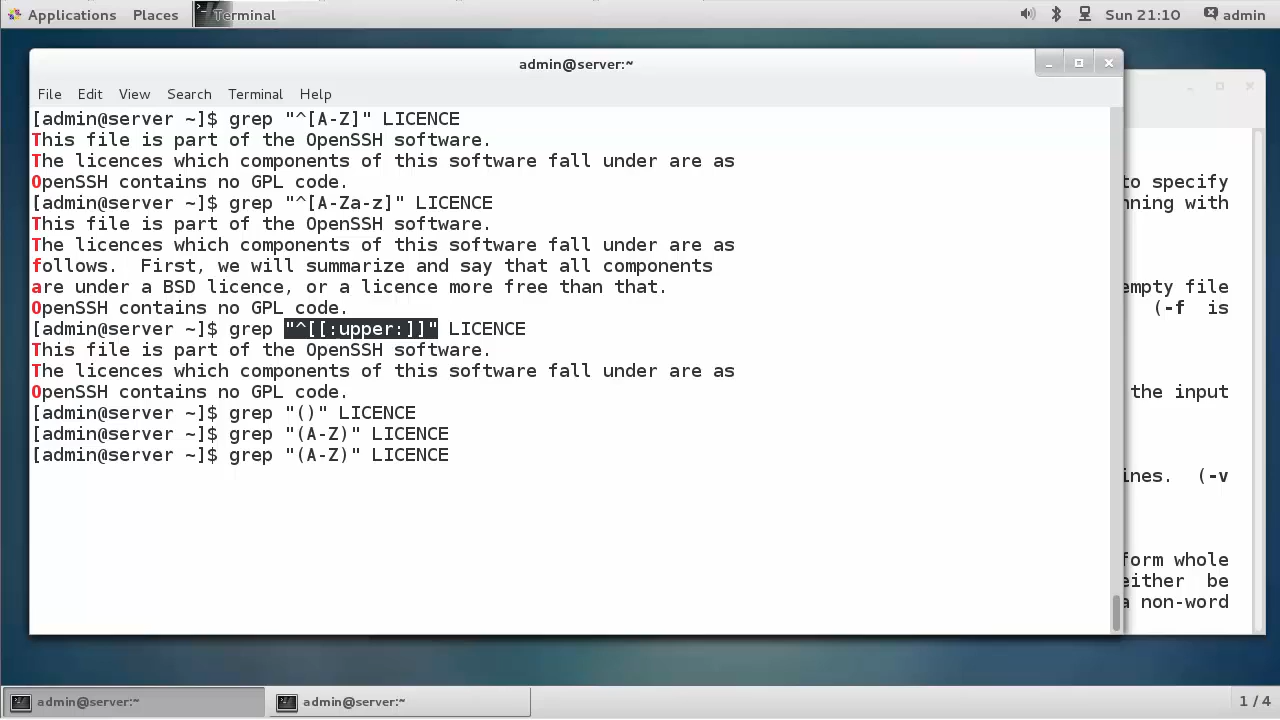 Applications Places Terminal Sun 21:10 admin
admin@server:~
File Edit View Search Terminal Help
[admin@server ~]$ grep "^[A-Z]" LICENCE
This file is part of the OpenSSH software.
The licences which components of this software fall under are as
OpenSSH contains no GPL code.
[admin@server ~]$ grep "^[A-Za-z]" LICENCE
This file is part of the OpenSSH software.
The licences which components of this software fall under are as
follows.  First, we will summarize and say that all components
are under a BSD licence, or a licence more free than that.
OpenSSH contains no GPL code.
[admin@server ~]$ grep "^[[:upper:]]" LICENCE
This file is part of the OpenSSH software.
The licences which components of this software fall under are as
OpenSSH contains no GPL code.
[admin@server ~]$ grep "()" LICENCE
[admin@server ~]$ grep "(A-Z)" LICENCE
[admin@server ~]$ grep "(A-Z)" LICENCE
to specify
nning with
empty file
(-f is
the input
ines. (-v
form whole
either be
a non-word
admin@server:~ admin@server:~ 1 / 4